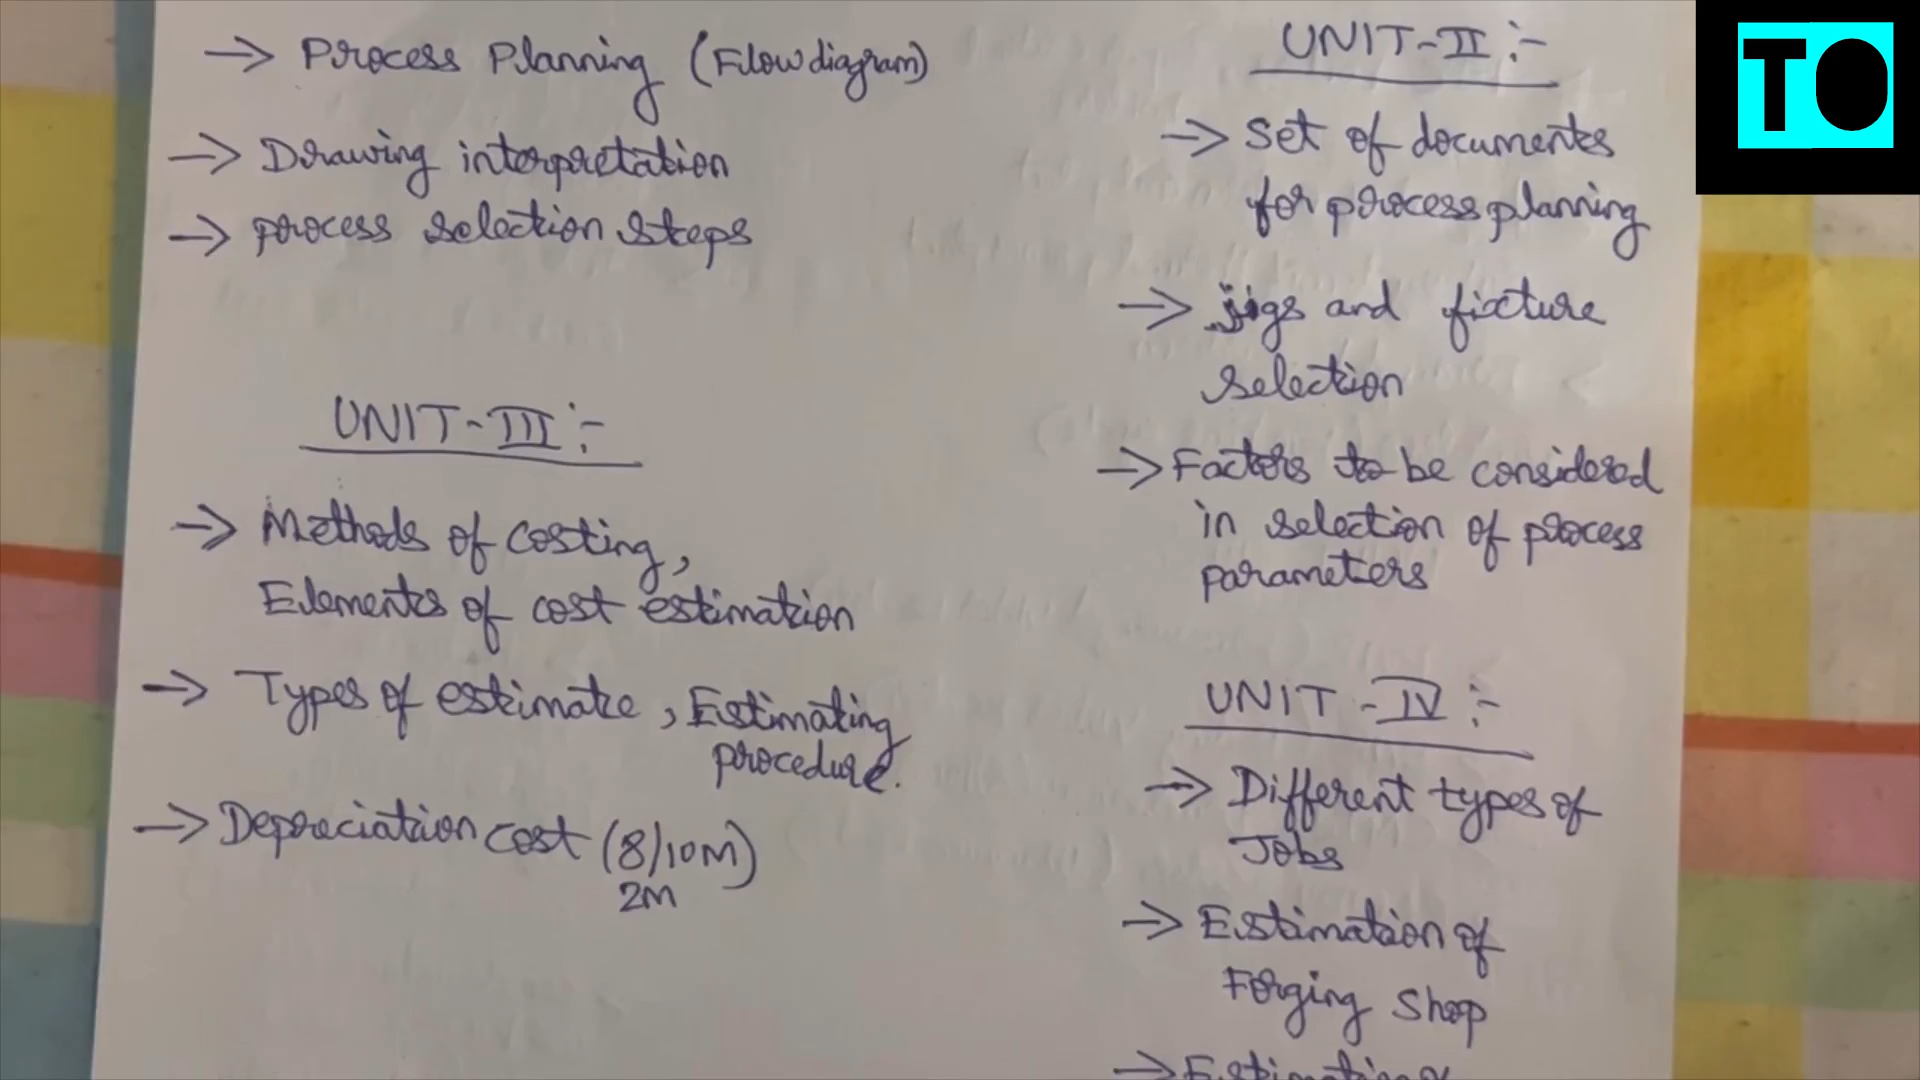 → Process Planning (Flow diagram)
→ Drawing interpretation
→ process selection steps
UNIT-II :-
→ set of documents
for process planning
→ jigs and fixture
selection
→ Factors to be considered
in selection of process
parameters
UNIT-III :-
→ Methods of costing,
Elements of cost estimation
→ Types of estimate, Estimating
procedure.
→ Depreciation cost (8/10M)
2M
UNIT-IV :-
→ Different types of
Jobs
→ Estimation of
Forging shop
→ Estimation of
TO